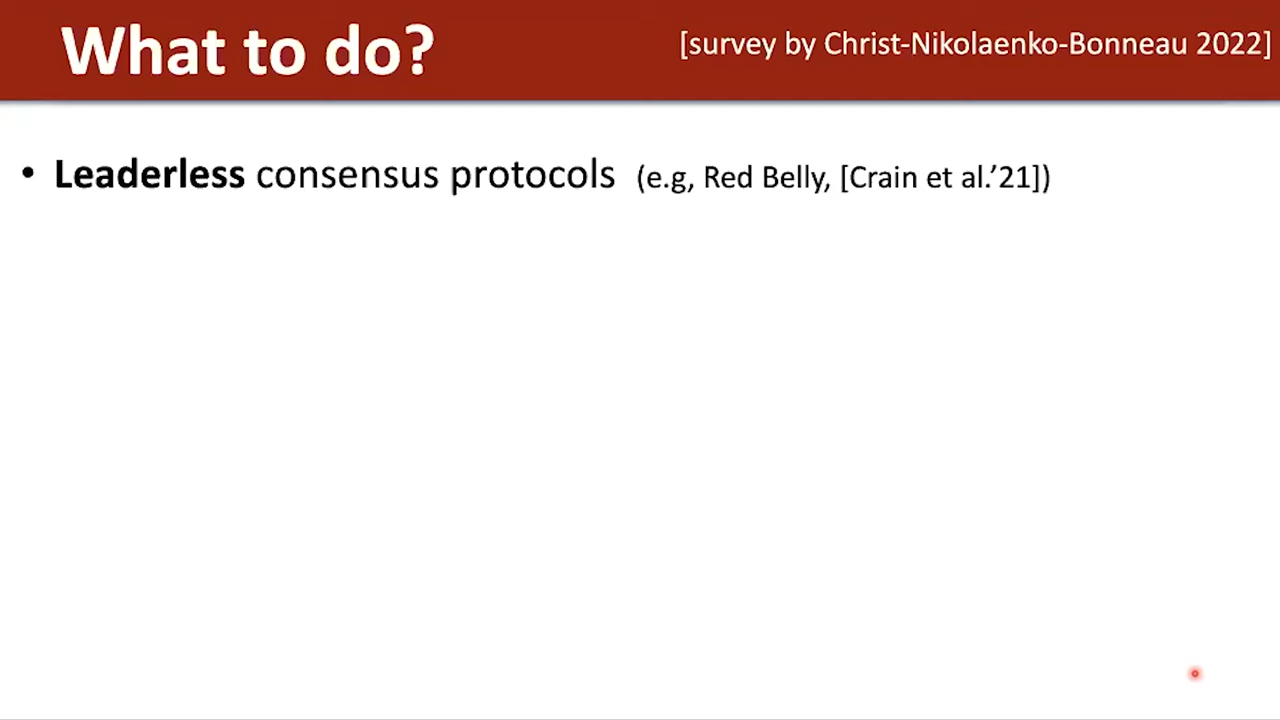 What to do?
[survey by Christ-Nikolaenko-Bonneau 2022]
• Leaderless consensus protocols (e.g, Red Belly, [Crain et al.’21])